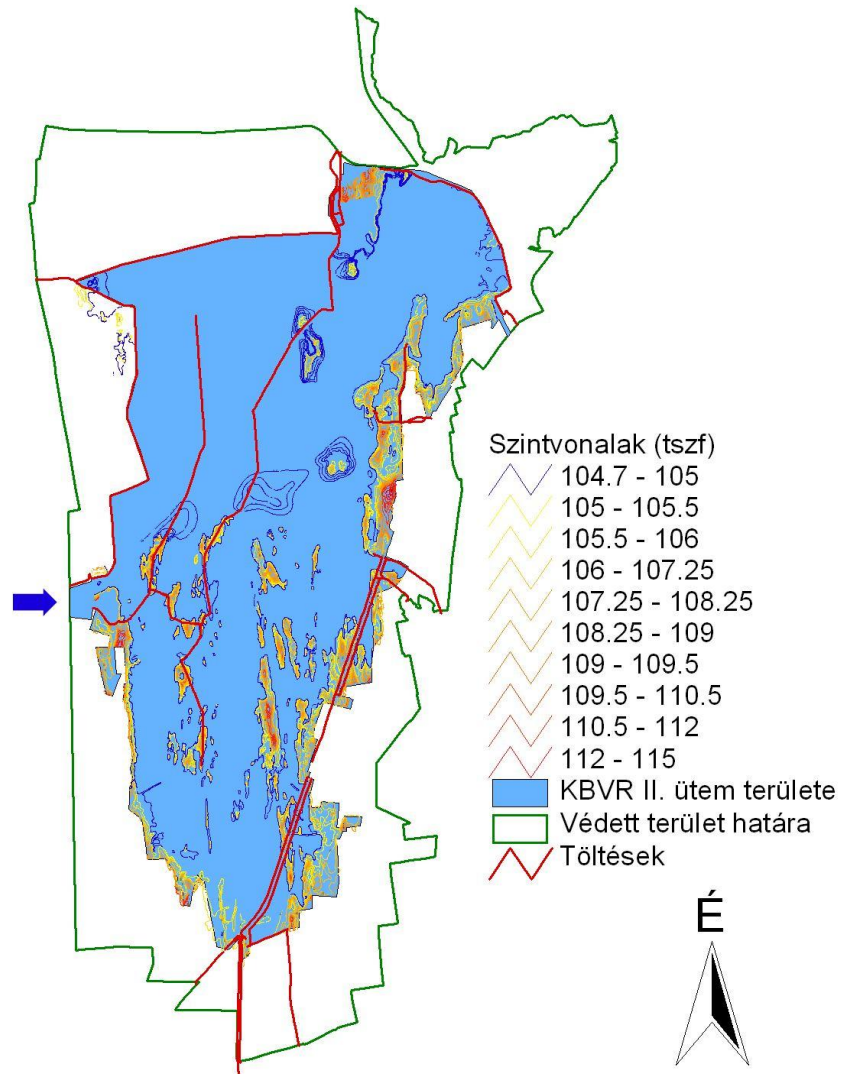 Szintvonalak (tszf)
104.7 - 105
105 - 105.5
105.5 - 106
106 - 107.25
107.25 - 108.25
108.25 - 109
109 - 109.5
109.5 - 110.5
110.5 - 112
112 - 115
KBVR II. ütem területe
Védett terület határa
Töltések
É